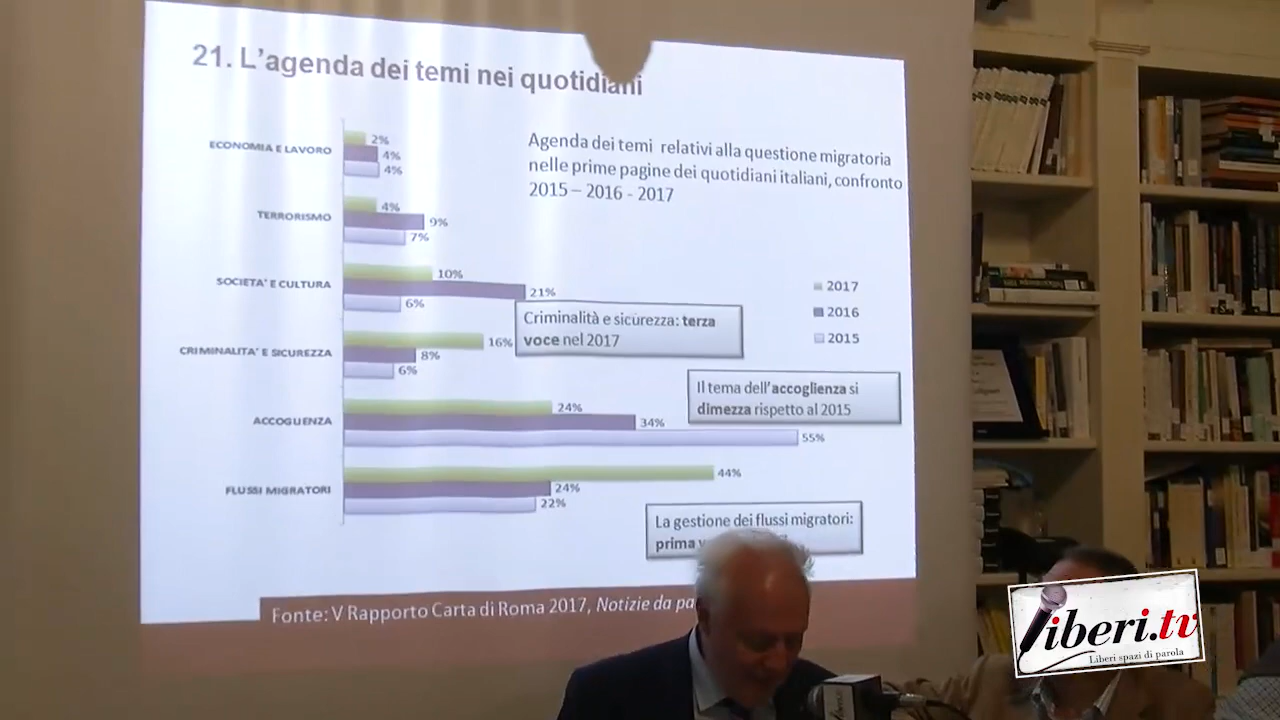 21. L'agenda dei temi nei quotidiani
Agenda dei temi relativi alla questione migratoria
nelle prime pagine dei quotidiani italiani, confronto
2015 – 2016 - 2017
ECONOMIA E LAVORO
2%
4%
4%
TERRORISMO
4%
9%
7%
SOCIETA' E CULTURA
10%
21%
6%
CRIMINALITA' E SICUREZZA
16%
8%
6%
ACCOGLIENZA
24%
34%
55%
FLUSSI MIGRATORI
44%
24%
22%
2017
2016
2015
Criminalità e sicurezza: terza
voce nel 2017
Il tema dell'accoglienza si
dimezza rispetto al 2015
La gestione dei flussi migratori:
prima
Fonte: V Rapporto Carta di Roma 2017, Notizie da
liberi.tv
Liberi spazi di parola